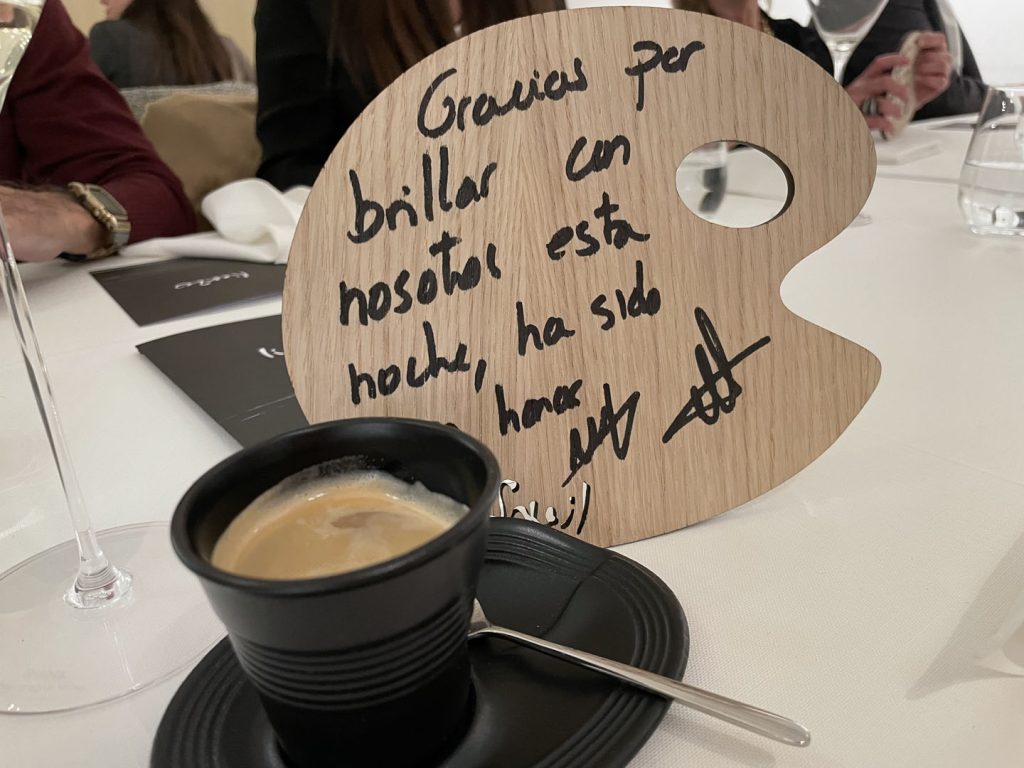 Gracias por
brillar con
nosotros esta
noche, ha sido
honor